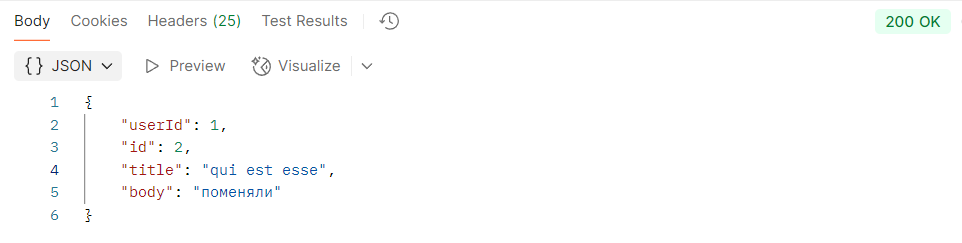 Body Cookies Headers (25) Test Results 200 OK
{} JSON Preview Visualize
1 {
2 "userId": 1,
3 "id": 2,
4 "title": "qui est esse",
5 "body": "поменяли"
6 }